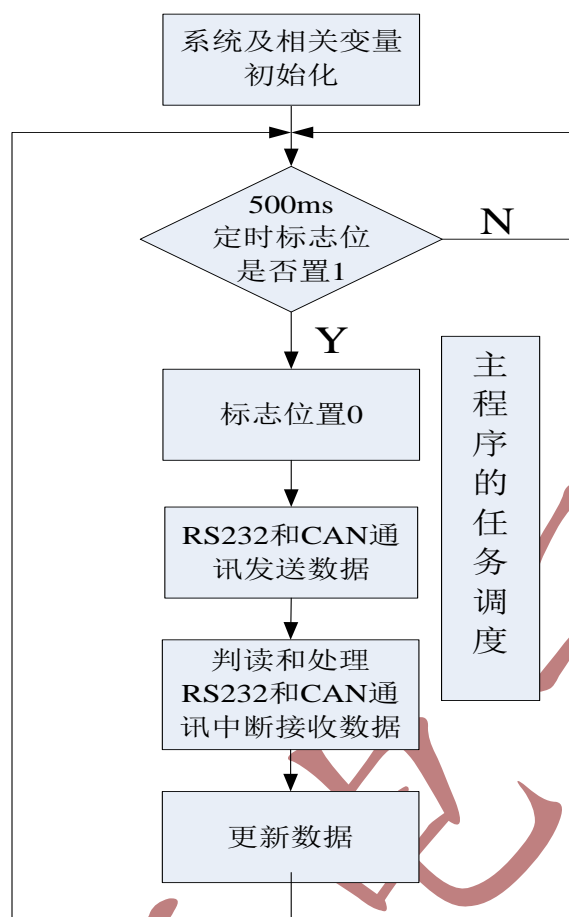 系统及相关变量
初始化
500ms
定时标志位
是否置1
N
Y
标志位置0
主程序的任务调度
RS232和CAN通
讯发送数据
判读和处理
RS232和CAN通
讯中断接收数据
更新数据